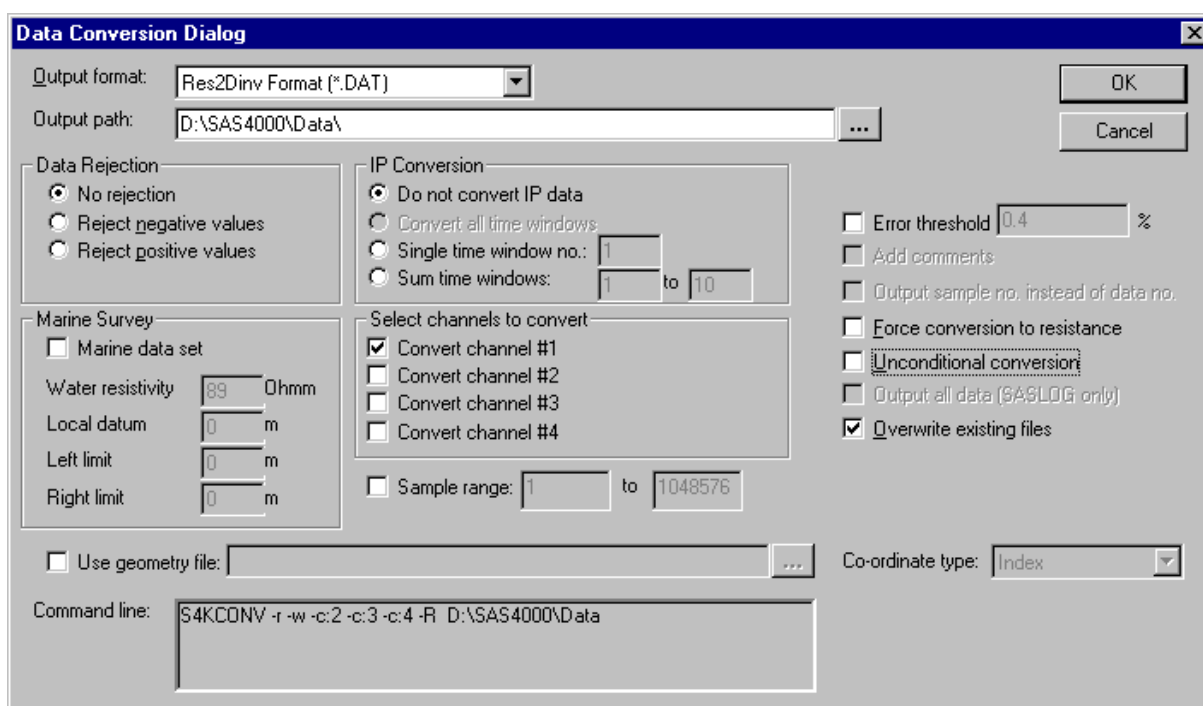 Data Conversion Dialog
Output format: Res2Dinv Format (*.DAT)
OK
Output path: D:\SAS4000\Data\ ...
Cancel
Data Rejection
No rejection
Reject negative values
Reject positive values
IP Conversion
Do not convert IP data
Convert all time windows
Single time window no.: 1
Sum time windows: 1 to 10
Error threshold 0.4 %
Add comments
Output sample no. instead of data no.
Force conversion to resistance
Unconditional conversion
Output all data (SASLOG only)
Overwrite existing files
Marine Survey
Marine data set
Water resistivity 89 Ohmm
Local datum 0 m
Left limit 0 m
Right limit 0 m
Select channels to convert
Convert channel #1
Convert channel #2
Convert channel #3
Convert channel #4
Sample range: 1 to 1048576
Use geometry file: ...
Co-ordinate type: Index
Command line: S4KCONV -r -w -c:2 -c:3 -c:4 -R D:\SAS4000\Data